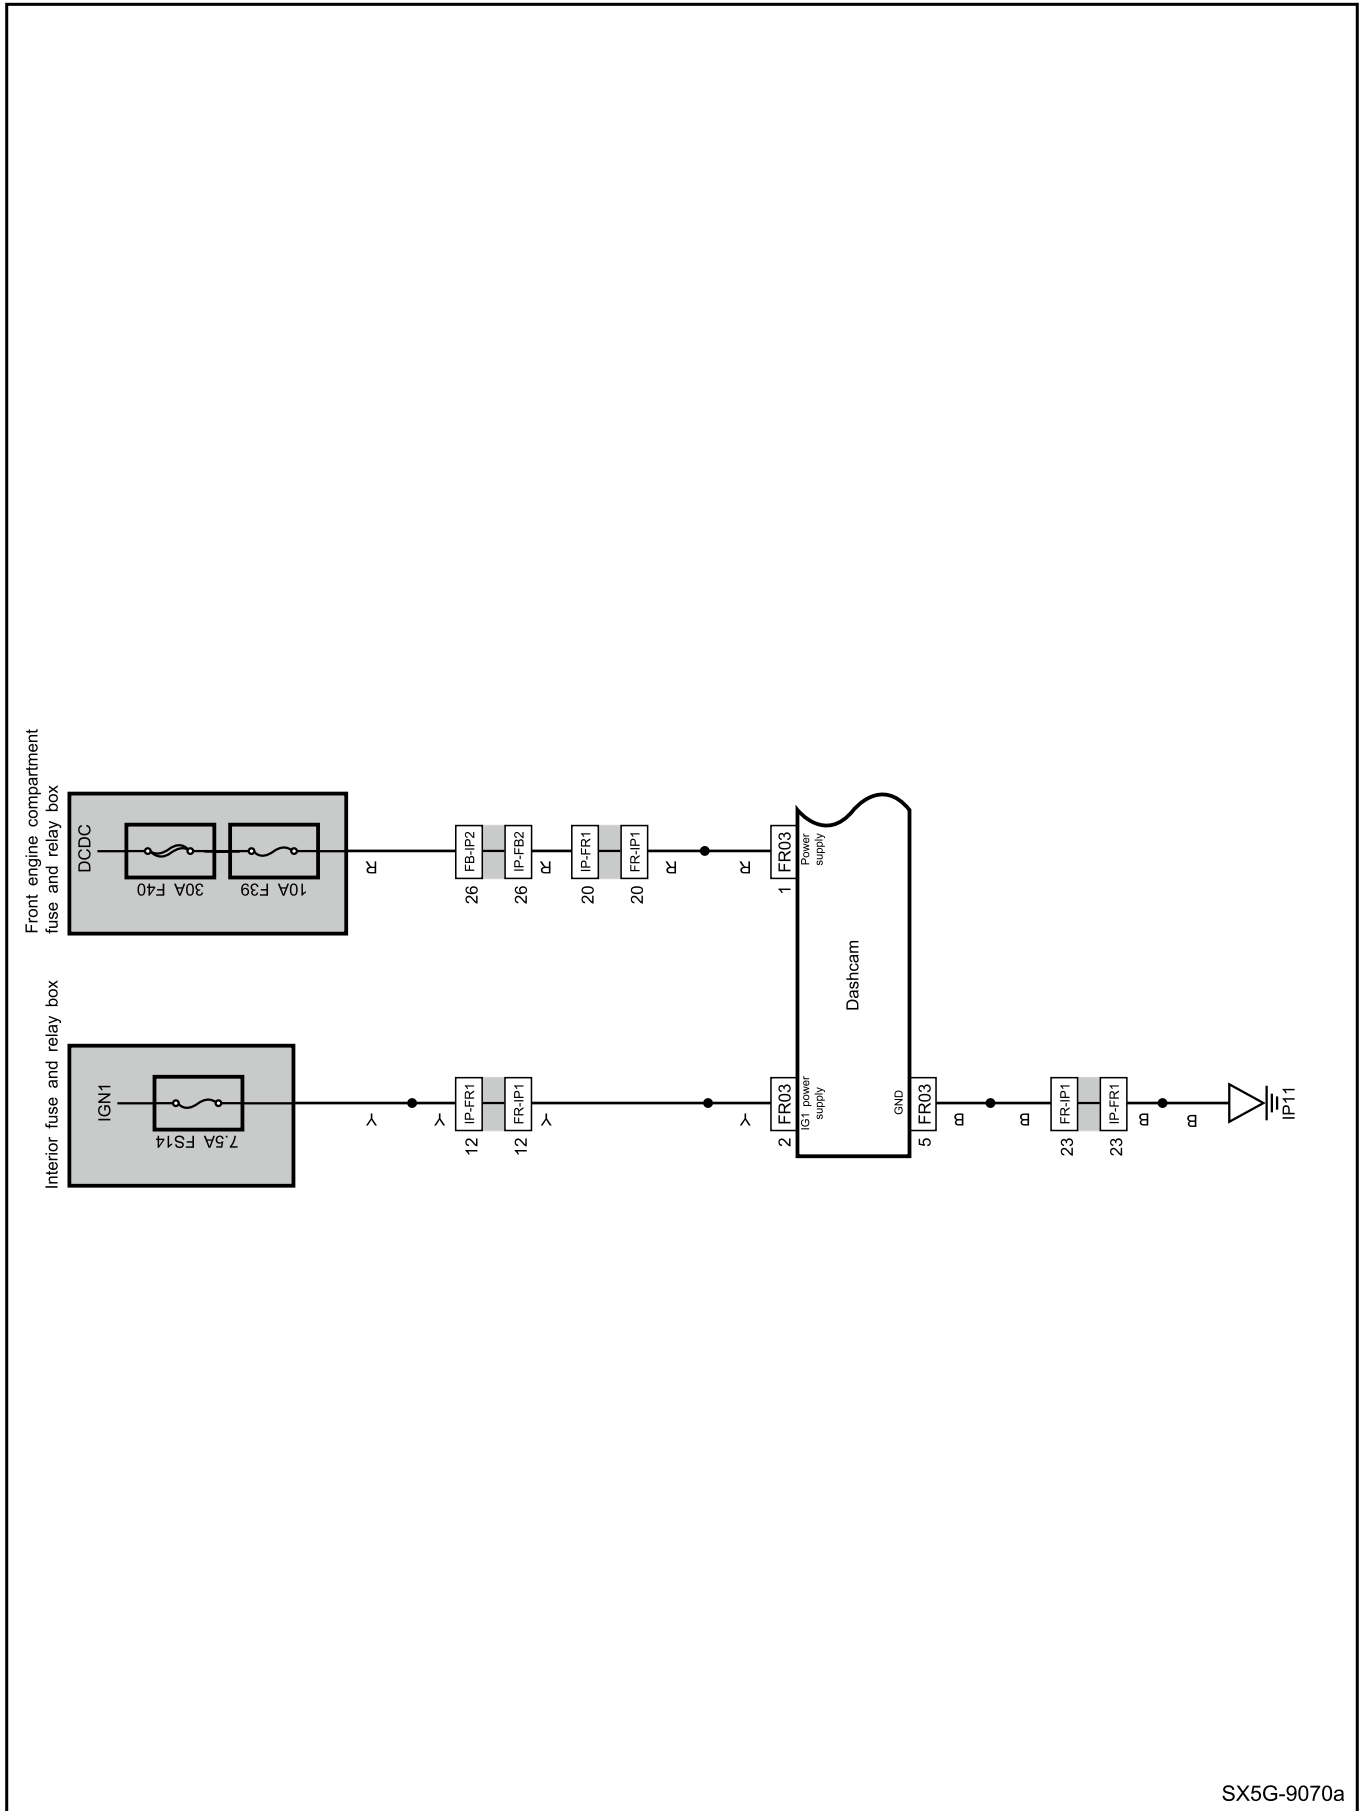 Interior fuse and relay box
Front engine compartment
fuse and relay box
IGN1
DCDC
7.5A FS14
30A F40
10A F39
Y
R
Y
12 IP-FR1
26 FB-IP2
12 FR-IP1
26 IP-FB2
Y
R
20 IP-FR1
20 FR-IP1
R
Y
R
2 FR03
1 FR03
IG1 power
supply
Power
supply
Dashcam
GND
5 FR03
B
B
23 FR-IP1
23 IP-FR1
B
B
IP11
SX5G-9070a